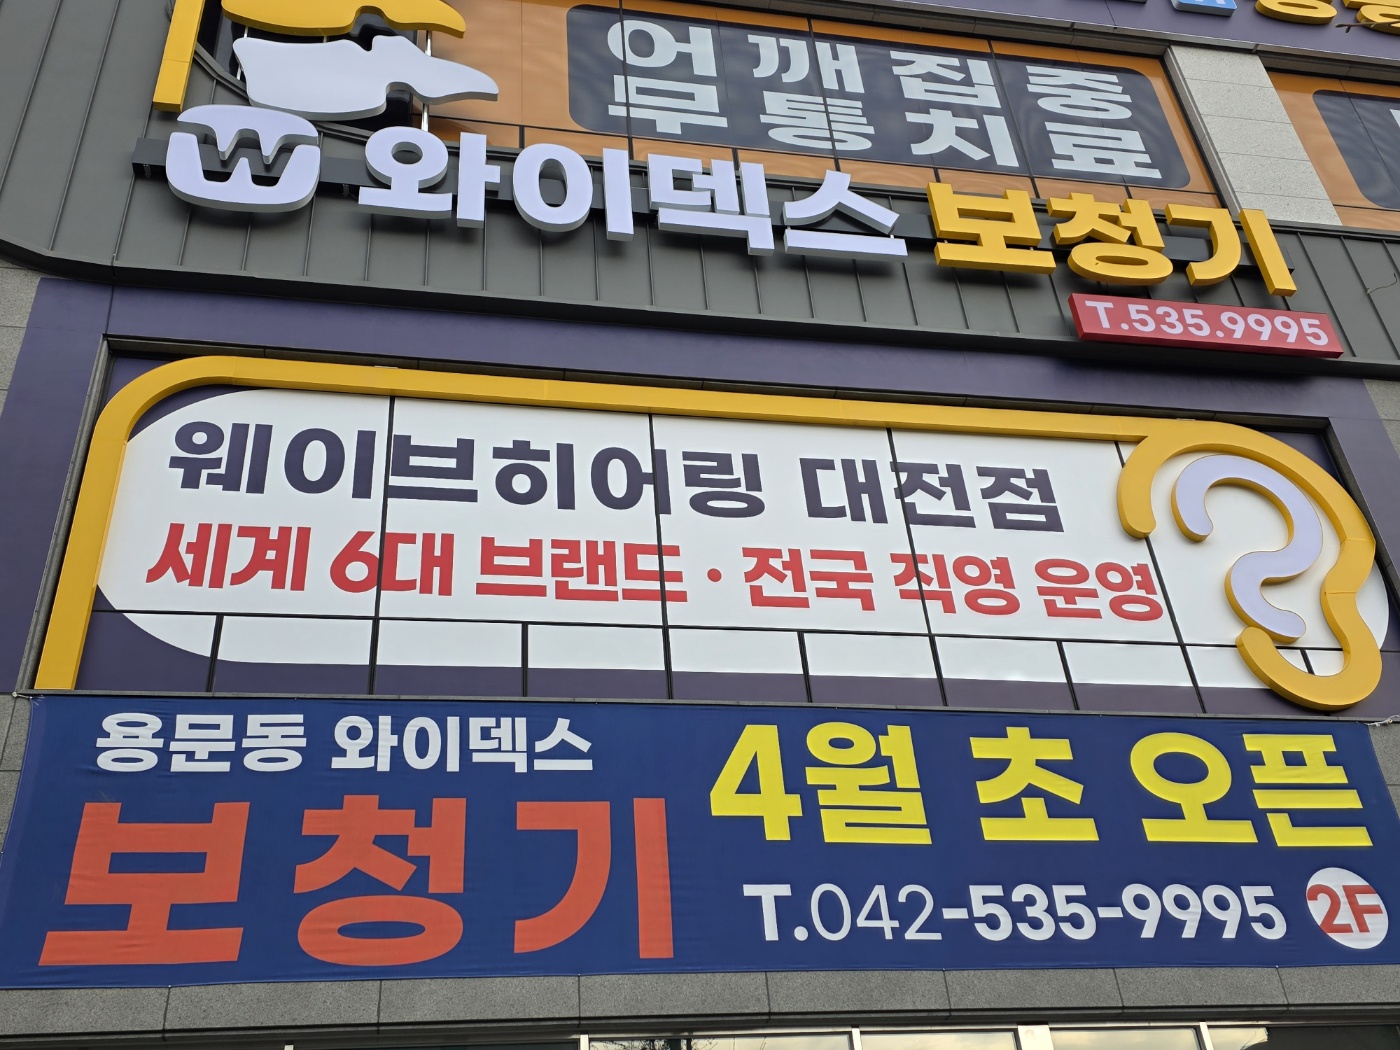 어깨집중
무통치료
W 와이덱스 보청기
T.535.9995
웨이브히어링 대전점
세계 6대 브랜드 · 전국 직영 운영
용문동 와이덱스
보청기
4월 초 오픈
T.042-535-9995 2F